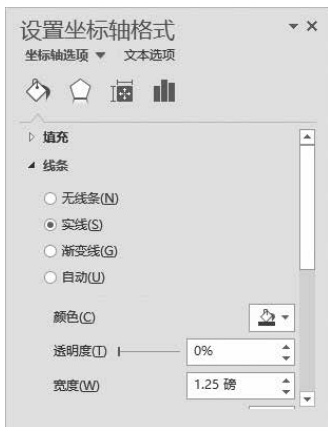 设置坐标轴格式
坐标轴选项 文本选项
填充
线条
无线条(N)
实线(S)
渐变线(G)
自动(U)
颜色(C)
透明度(T) 0%
宽度(W) 1.25 磅